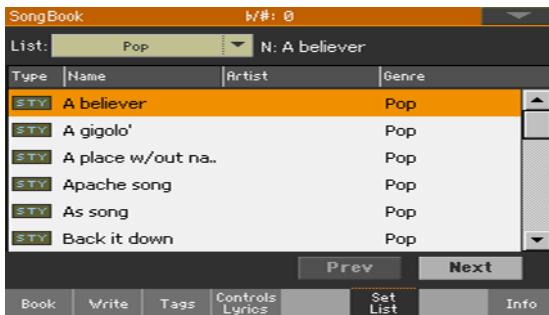 SongBook ♭/#: 0
List: Pop N: A believer
Type Name Artist Genre
STY A believer Pop
STY A gigolo' Pop
STY A place w/out na.. Pop
STY Apache song Pop
STY As song Pop
STY Back it down Pop
Prev Next
Book Write Tags Controls Lyrics Set List Info